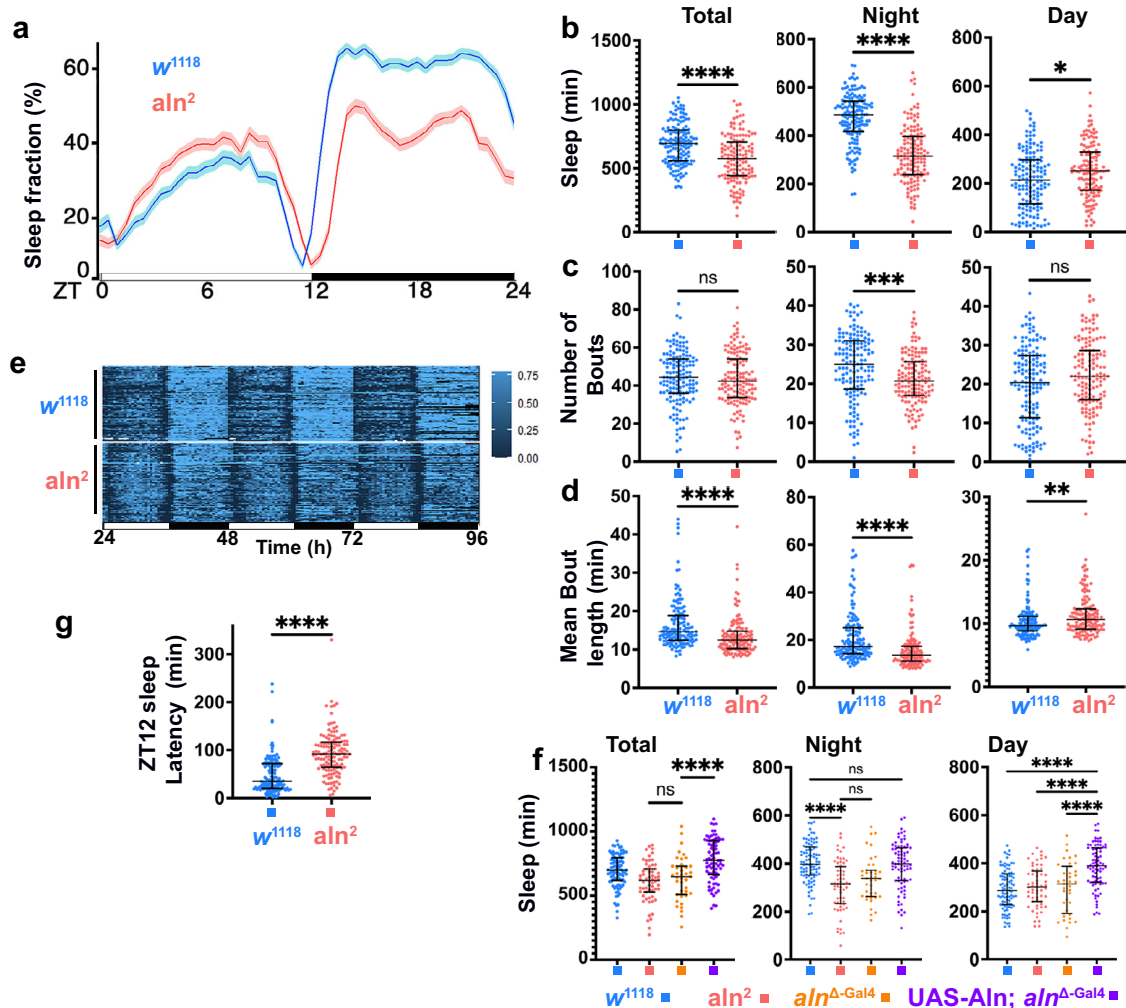 a
Sleep fraction (%)
60
40
20
0
w1118
aln2
ZT
0 6 12 18 24
b
Total Night Day
Sleep (min)
1500
1000
500
0
****
800
600
400
200
0
****
800
600
400
200
0
*
c
Number of
Bouts
100
80
60
40
20
0
ns
50
40
30
20
10
0
***
50
40
30
20
10
0
ns
d
Mean Bout
length (min)
50
40
30
20
10
0
****
80
60
40
20
0
****
30
20
10
0
**
w1118 aln2 w1118 aln2 w1118 aln2
e
w1118
aln2
0.75
0.50
0.25
0.00
24 48 72 96
Time (h)
g
ZT12 sleep
Latency (min)
300
200
100
0
****
w1118 aln2
f
Total Night Day
Sleep (min)
1500
1000
500
0
ns
****
800
600
400
200
0
ns
ns
****
800
600
400
200
0
****
****
****
w1118 aln2 alnΔ-Gal4 UAS-Aln; alnΔ-Gal4